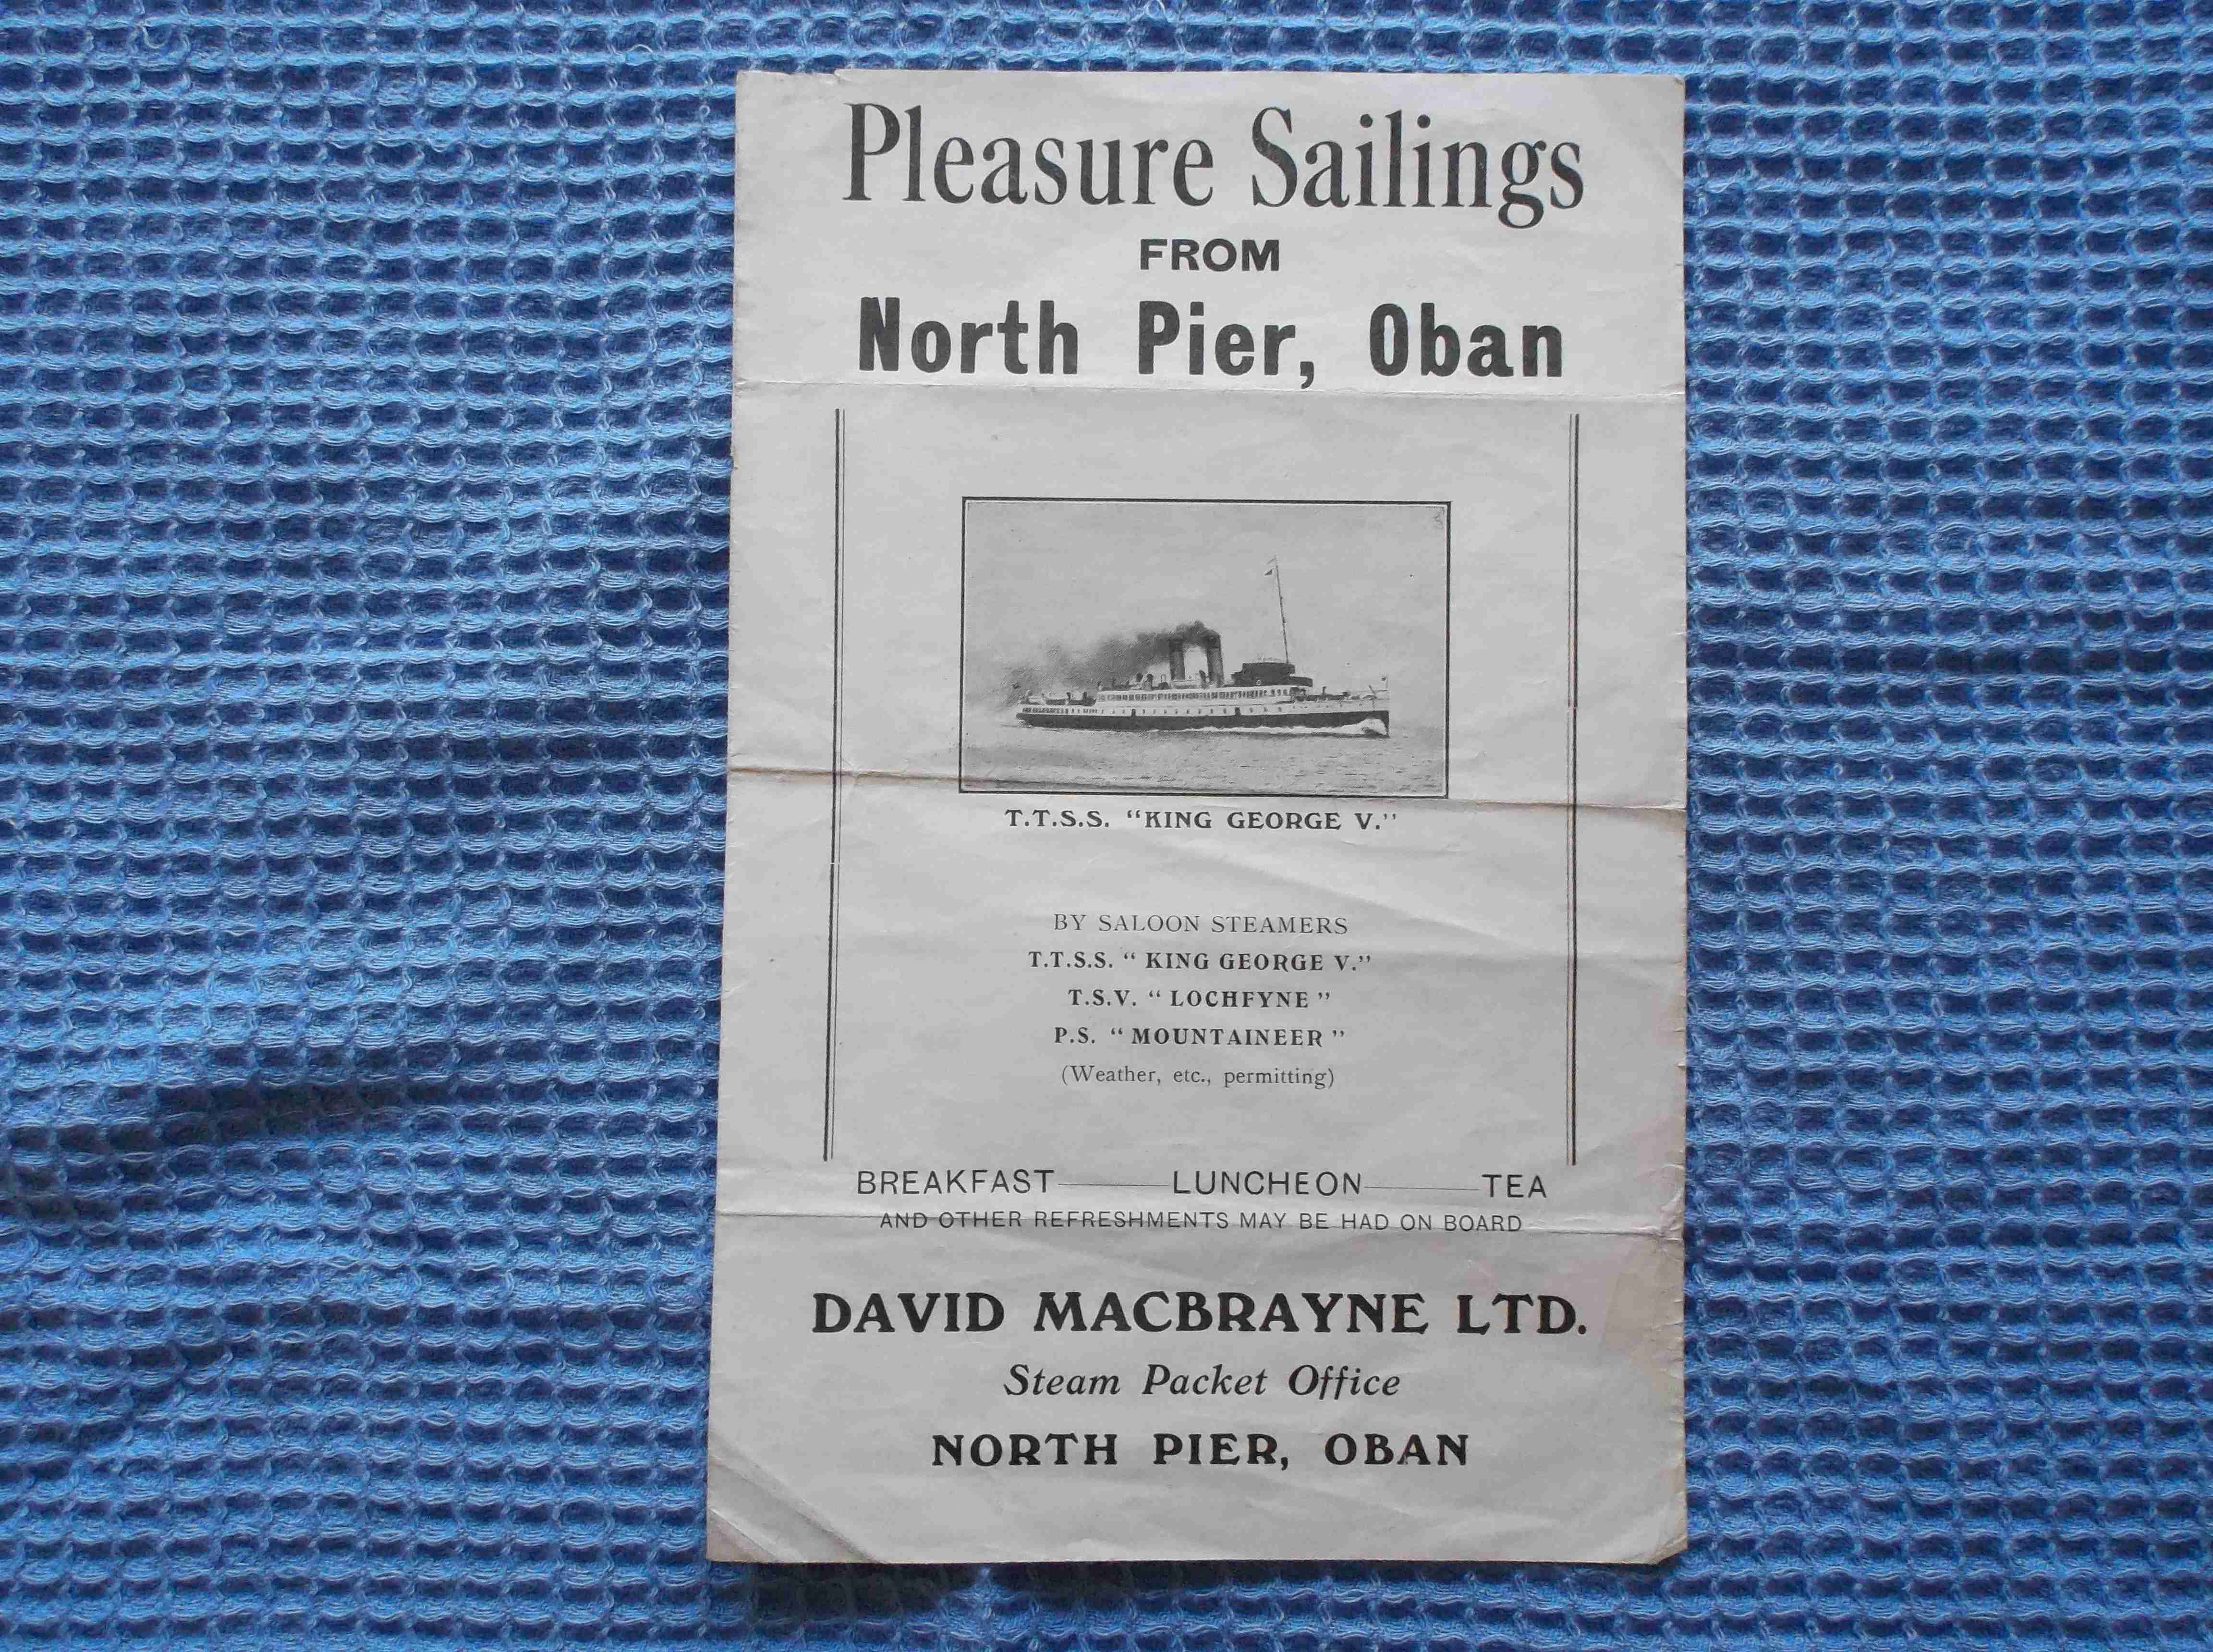 Pleasure Sailings
FROM
North Pier, Oban
T.T.S.S. "KING GEORGE V."
BY SALOON STEAMERS
T.T.S.S. "KING GEORGE V."
T.S.V. "LOCHFYNE"
P.S. "MOUNTAINEER"
(Weather, etc., permitting)
BREAKFAST——LUNCHEON——TEA
AND OTHER REFRESHMENTS MAY BE HAD ON BOARD
DAVID MACBRAYNE LTD.
Steam Packet Office
NORTH PIER, OBAN